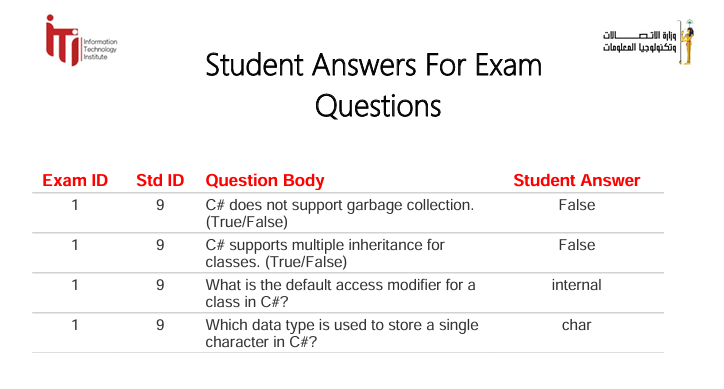 iTi
Information
Technology
Institute
وزارة الاتصـــــالات
وتكنولوجيا المعلومات
Student Answers For Exam
Questions
Exam ID Std ID Question Body Student Answer
1 9 C# does not support garbage collection. False
(True/False)
1 9 C# supports multiple inheritance for False
classes. (True/False)
1 9 What is the default access modifier for a internal
class in C#?
1 9 Which data type is used to store a single char
character in C#?